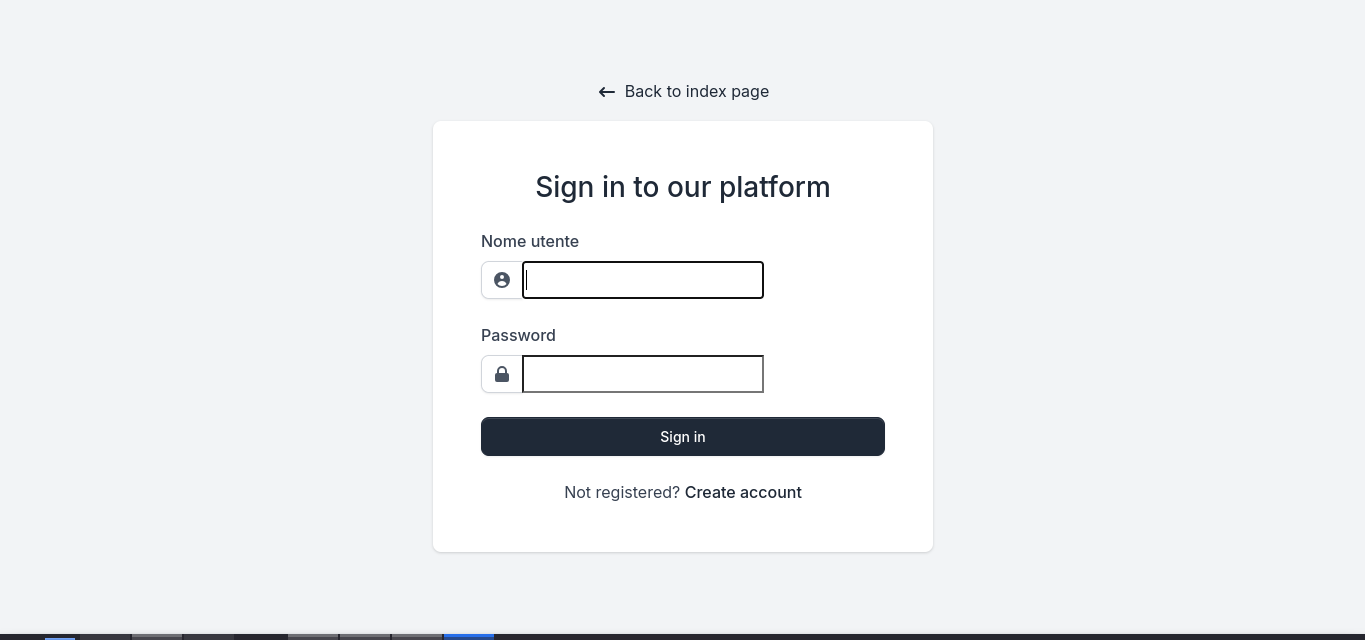 Back to index page
Sign in to our platform
Nome utente
Password
Sign in
Not registered? Create account